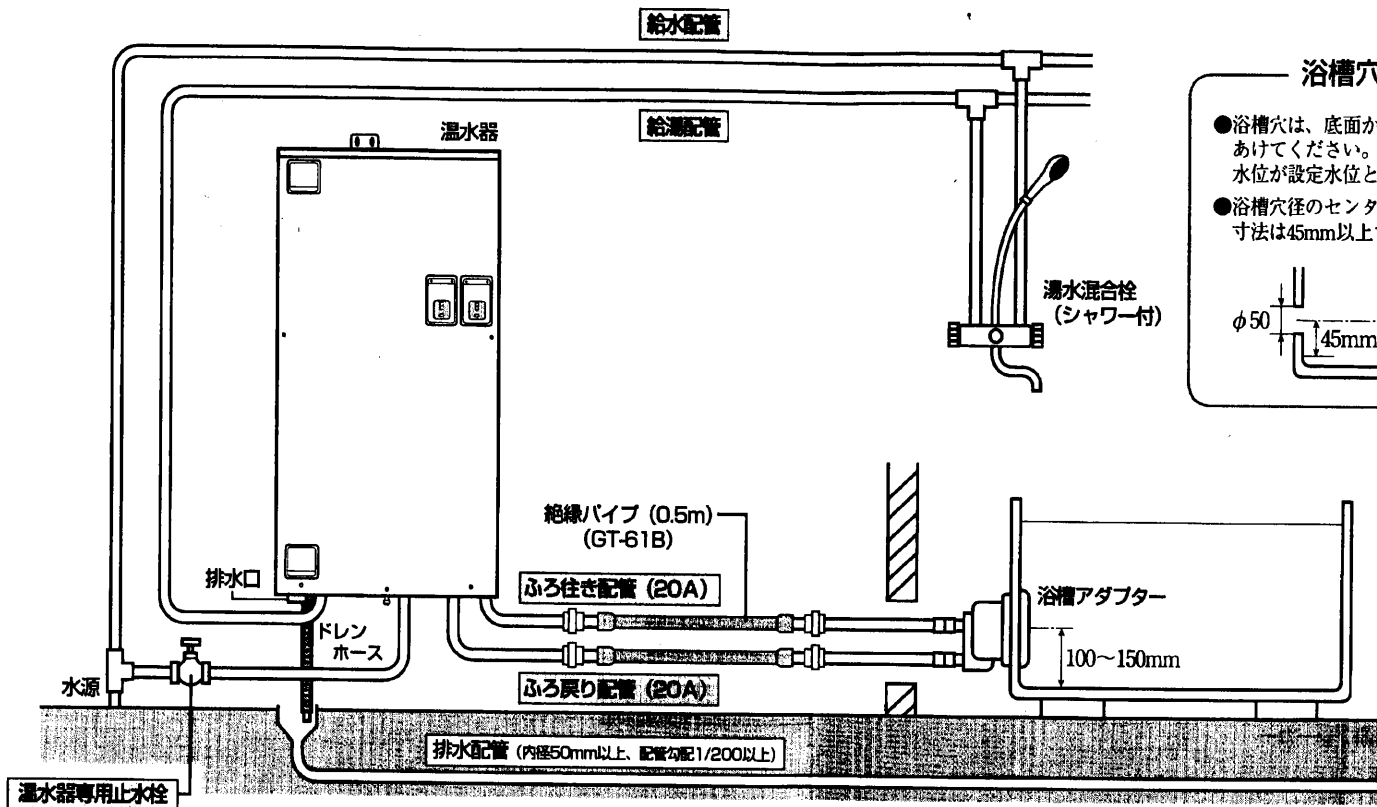 給水配管
給湯配管
温水器
湯水混合栓
(シャワー付)
浴槽穴
●浴槽穴は、底面か
あけてください。
水位が設定水位と
●浴槽穴径のセンタ
寸法は45mm以上
φ50
45mm
絶縁パイプ (0.5m)
(GT-61B)
排水口
ふろ往き配管 (20A)
浴槽アダプター
ドレン
ホース
100～150mm
水源
ふろ戻り配管 (20A)
排水配管 (内径50mm以上、配管勾配1/200以上)
温水器専用止水栓